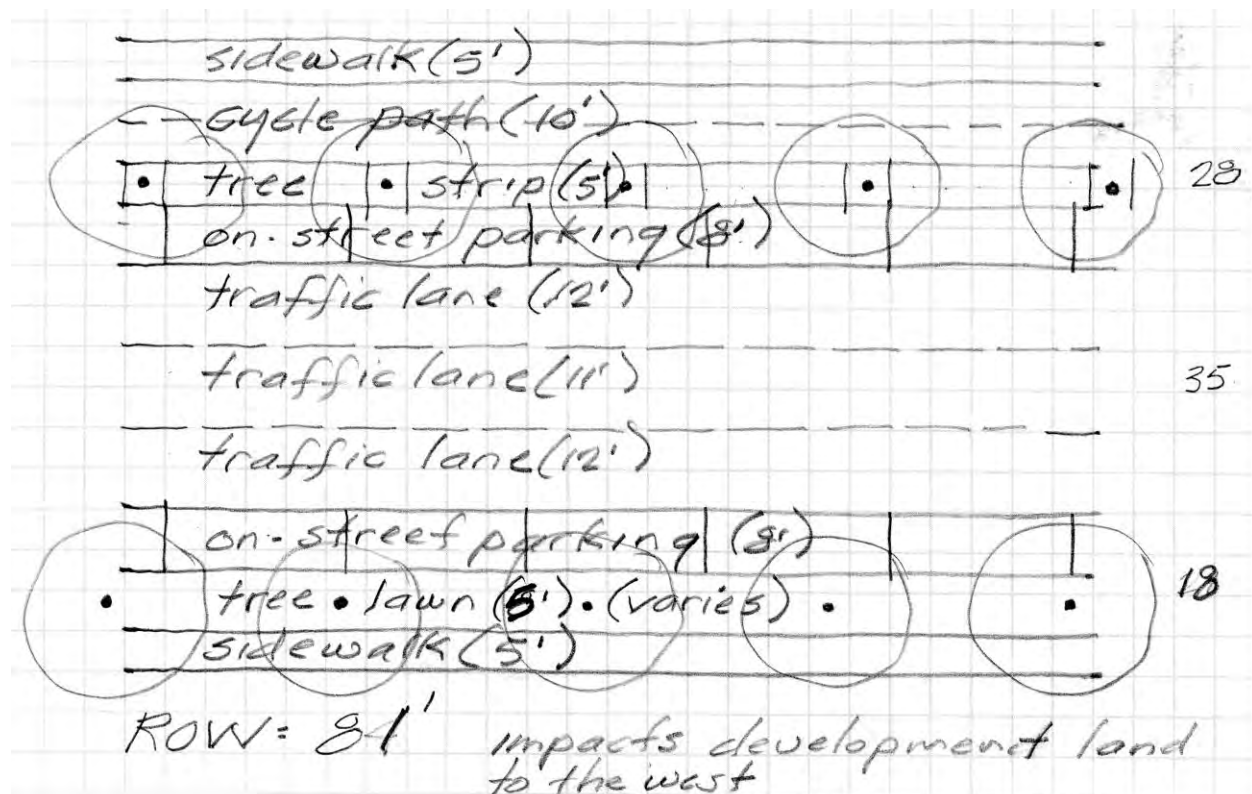 sidewalk (5')
cycle path (10')
tree strip (5')
28
on-street parking (8')
traffic lane (12')
traffic lane (11')
35
traffic lane (12')
on-street parking (8')
tree lawn (5') (varies)
18
sidewalk (5')
ROW = 81'
impacts development land
to the west